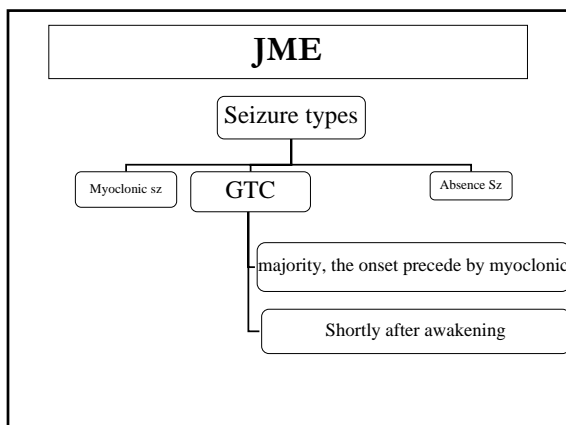 JME
Seizure types
Myoclonic sz
GTC
Absence Sz
majority, the onset precede by myoclonic
Shortly after awakening